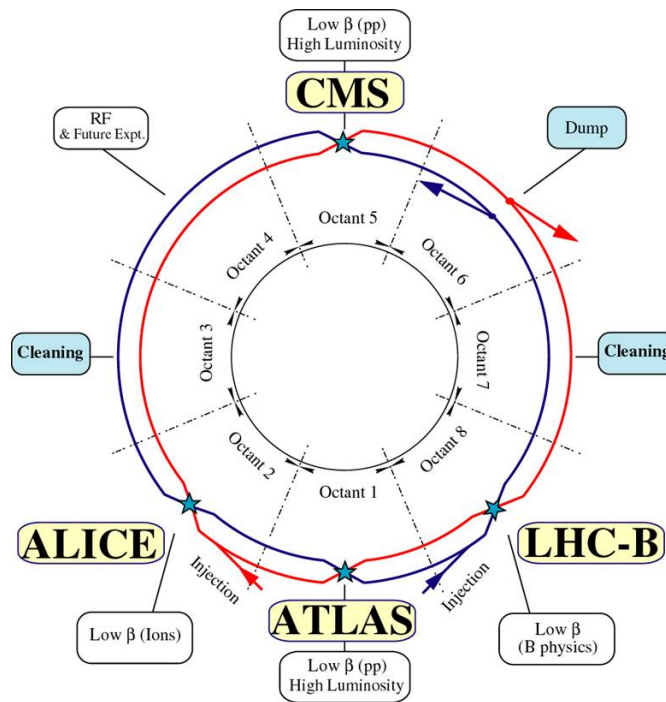 Low β (pp)
High Luminosity
CMS
RF
& Future Expt.
Dump
Octant 5
Octant 4
Octant 6
Cleaning
Octant 3
Octant 7
Cleaning
Octant 2
Octant 8
Octant 1
ALICE
LHC-B
Injection
Injection
ATLAS
Low β (Ions)
Low β
(B physics)
Low β (pp)
High Luminosity